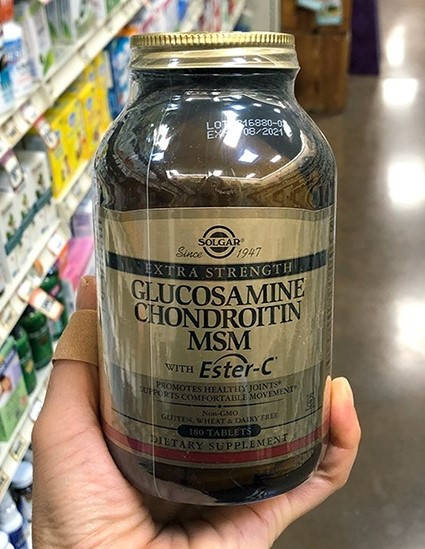 LOT
EXP 08/2021
SOLGAR
Since 1947
EXTRA STRENGTH
GLUCOSAMINE
CHONDROITIN
MSM
WITH Ester-C®
PROMOTES HEALTHY JOINTS*
SUPPORTS COMFORTABLE MOVEMENT*
Non-GMO
GLUTEN, WHEAT & DAIRY FREE
180 TABLETS
DIETARY SUPPLEMENT